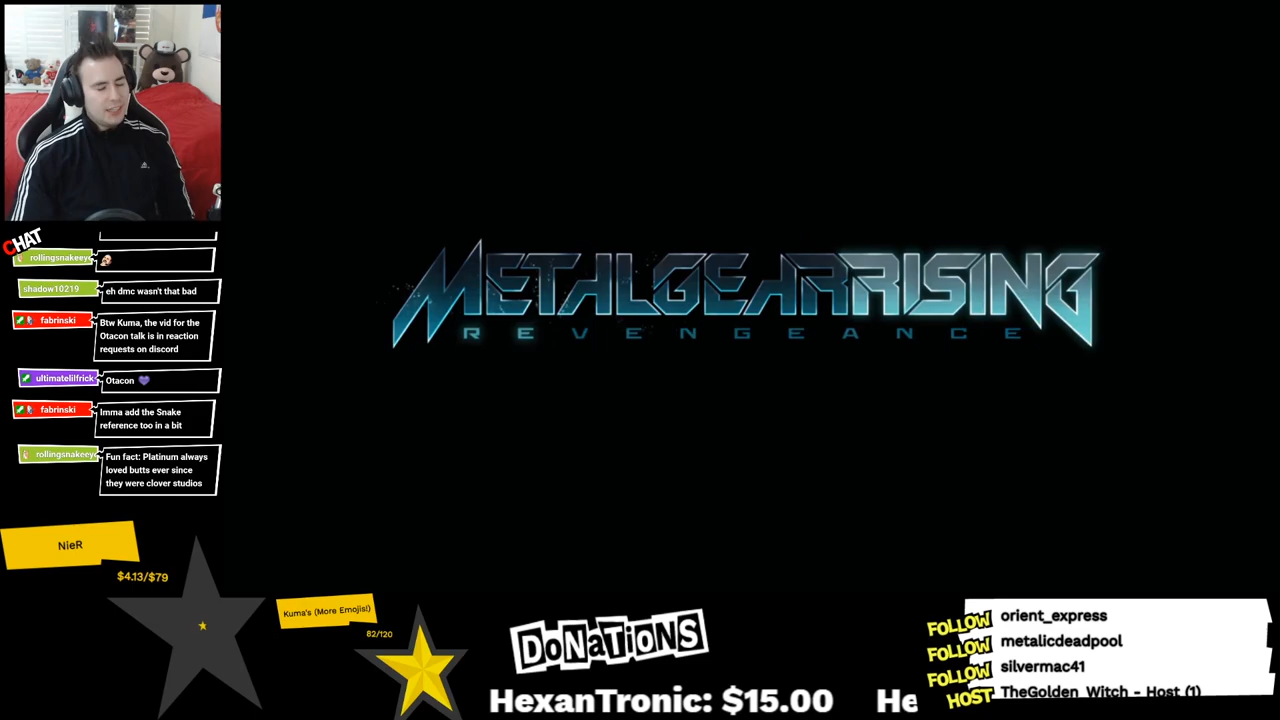 CHAT
rollingsnakeey
shadow10219
eh dmc wasn't that bad
fabrinski
Btw Kuma, the vid for the
Otacon talk is in reaction
requests on discord
ultimatelilfrick
Otacon 💜
fabrinski
Imma add the Snake
reference too in a bit
rollingsnakeey
Fun fact: Platinum always
loved butts ever since
they were clover studios
METAL GEAR RISING
REVENGEANCE
NieR
$4.13/$79
Kuma's (More Emojis!)
82/120
DoNaTiONS
HexanTronic: $15.00 He
FOLLOW orient_express
FOLLOW metalicdeadpool
FOLLOW silvermac41
HOST TheGolden_Witch - Host (1)